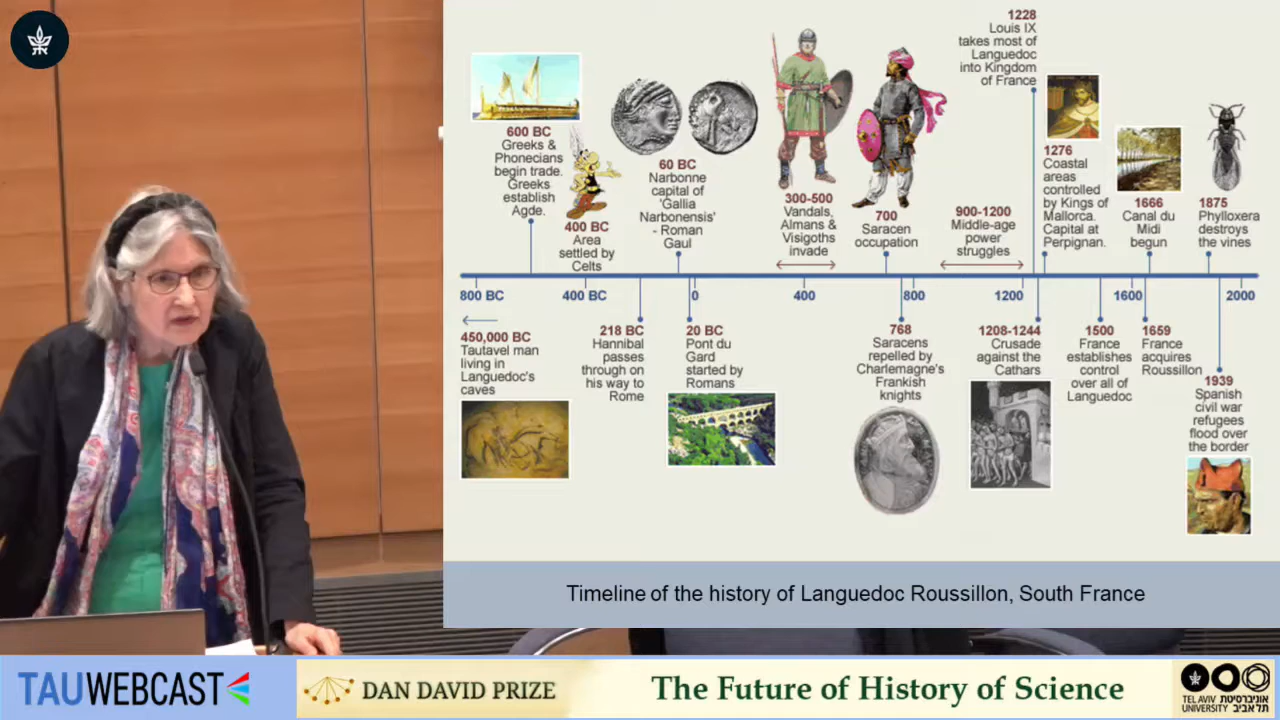 600 BC
Greeks &
Phonecians
begin trade.
Greeks
establish
Agde.
400 BC
Area
settled by
Celts
60 BC
Narbonne
capital of
'Gallia
Narbonensis'
- Roman
Gaul
300-500
Vandals,
Almans &
Visigoths
invade
700
Saracen
occupation
900-1200
Middle-age
power
struggles
1228
Louis IX
takes most of
Languedoc
into Kingdom
of France
1276
Coastal
areas
controlled
by Kings of
Mallorca.
Capital at
Perpignan.
1666
Canal du
Midi
begun
1875
Phylloxera
destroys
the vines
800 BC
400 BC
0
400
800
1200
1600
2000
450,000 BC
Tautavel man
living in
Languedoc's
caves
218 BC
Hannibal
passes
through on
his way to
Rome
20 BC
Pont du
Gard
started by
Romans
768
Saracens
repelled by
Charlemagne's
Frankish
knights
1208-1244
Crusade
against the
Cathars
1500
France
establishes
control
over all of
Languedoc
1659
France
acquires
Roussillon
1939
Spanish
civil war
refugees
flood over
the border
Timeline of the history of Languedoc Roussillon, South France
TAUWEBCAST
DAN DAVID PRIZE
The Future of History of Science
TEL AVIV אוניברסיטת
UNIVERSITY תל אביב